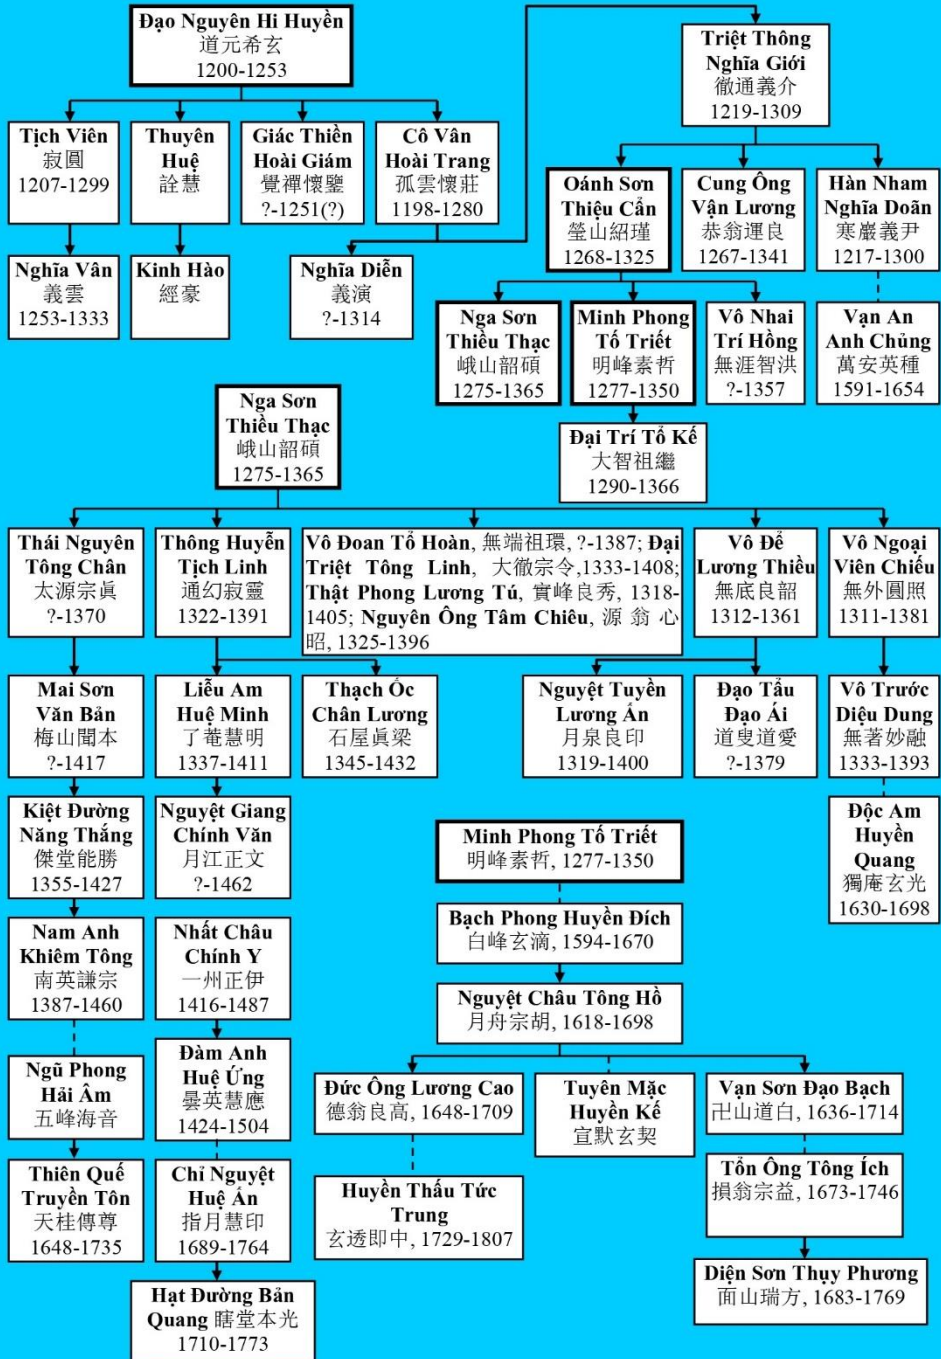 Đạo Nguyên Hi Huyền
道元希玄
1200-1253
Triệt Thông
Nghĩa Giới
徹通義介
1219-1309
Tịch Viên
寂圓
1207-1299
Thuyên
Huệ
詮慧
Giác Thiền
Hoài Giám
覺禪懷鑒
?-1251(?)
Cô Vân
Hoài Trang
孤雲懷莊
1198-1280
Oánh Sơn
Thiệu Cẩn
瑩山紹瑾
1268-1325
Cung Ông
Vận Lương
恭翁運良
1267-1341
Hàn Nham
Nghĩa Doãn
寒巖義尹
1217-1300
Nghĩa Vân
義雲
1253-1333
Kinh Hào
經豪
Nghĩa Diễn
義演
?-1314
Nga Sơn
Thiều Thạc
峨山韶碩
1275-1365
Minh Phong
Tố Triết
明峰素哲
1277-1350
Vô Nhai
Trí Hồng
無涯智洪
?-1357
Vạn An
Anh Chủng
萬安英種
1591-1654
Đại Trí Tổ Kế
大智祖繼
1290-1366
Nga Sơn
Thiều Thạc
峨山韶碩
1275-1365
Thái Nguyên
Tông Chân
太源宗眞
?-1370
Thông Huyễn
Tịch Linh
通幻寂靈
1322-1391
Vô Đoan Tổ Hoàn, 無端祖環, ?-1387; Đại
Triệt Tông Linh, 大徹宗令,1333-1408;
Thật Phong Lương Tú, 實峰良秀, 1318-
1405; Nguyên Ông Tâm Chiêu, 源 翁 心
昭, 1325-1396
Vô Để
Lương Thiều
無底良韶
1312-1361
Vô Ngoại
Viên Chiếu
無外圓照
1311-1381
Mai Sơn
Văn Bản
梅山聞本
?-1417
Liễu Am
Huệ Minh
了菴慧明
1337-1411
Thạch Ốc
Chân Lương
石屋眞梁
1345-1432
Nguyệt Tuyền
Lương Ấn
月泉良印
1319-1400
Đạo Tẩu
Đạo Ái
道叟道愛
?-1379
Vô Trước
Diệu Dung
無著妙融
1333-1393
Kiệt Đường
Năng Thắng
傑堂能勝
1355-1427
Nguyệt Giang
Chính Văn
月江正文
?-1462
Minh Phong Tố Triết
明峰素哲, 1277-1350
Độc Am
Huyền
Quang
獨庵玄光
1630-1698
Bạch Phong Huyền Đích
白峰玄滴, 1594-1670
Nam Anh
Khiêm Tông
南英謙宗
1387-1460
Nhất Châu
Chính Y
一州正伊
1416-1487
Nguyệt Châu Tông Hồ
月舟宗胡, 1618-1698
Ngũ Phong
Hải Âm
五峰海音
Đàm Anh
Huệ Ứng
曇英慧應
1424-1504
Đức Ông Lương Cao
德翁良高, 1648-1709
Tuyên Mặc
Huyền Kế
宣默玄契
Vạn Sơn Đạo Bạch
卍山道白, 1636-1714
Thiên Quế
Truyền Tôn
天桂傳尊
1648-1735
Chỉ Nguyệt
Huệ Ấn
指月慧印
1689-1764
Huyền Thấu Tức
Trung
玄透即中, 1729-1807
Tổn Ông Tông Ích
損翁宗益, 1673-1746
Hạt Đường Bản
Quang 瞎堂本光
1710-1773
Diện Sơn Thụy Phương
面山瑞方, 1683-1769